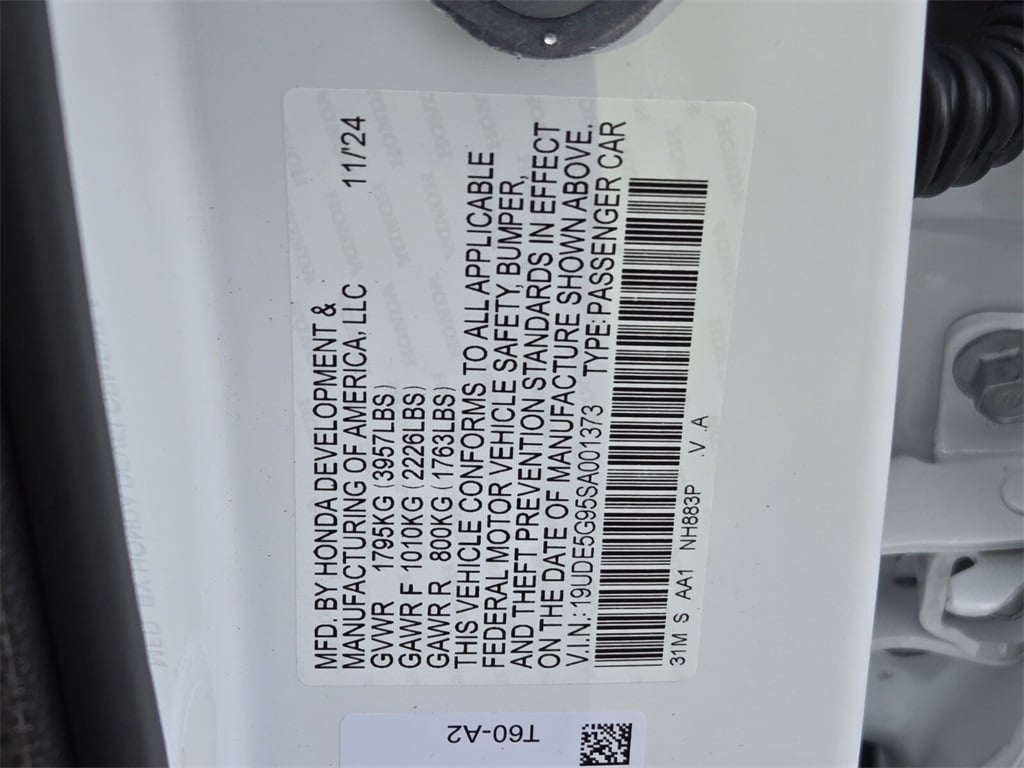 MFD. BY HONDA DEVELOPMENT &
MANUFACTURING OF AMERICA, LLC 11/'24
GVWR 1795KG (3957LBS)
GAWR F 1010KG (2226LBS)
GAWR R 800KG (1763LBS)
THIS VEHICLE CONFORMS TO ALL APPLICABLE
FEDERAL MOTOR VEHICLE SAFETY, BUMPER,
AND THEFT PREVENTION STANDARDS IN EFFECT
ON THE DATE OF MANUFACTURE SHOWN ABOVE.
V.I.N.: 19UDE5G95SA001373 TYPE: PASSENGER CAR
31M S AA1 NH883P .V .A
T60-A2